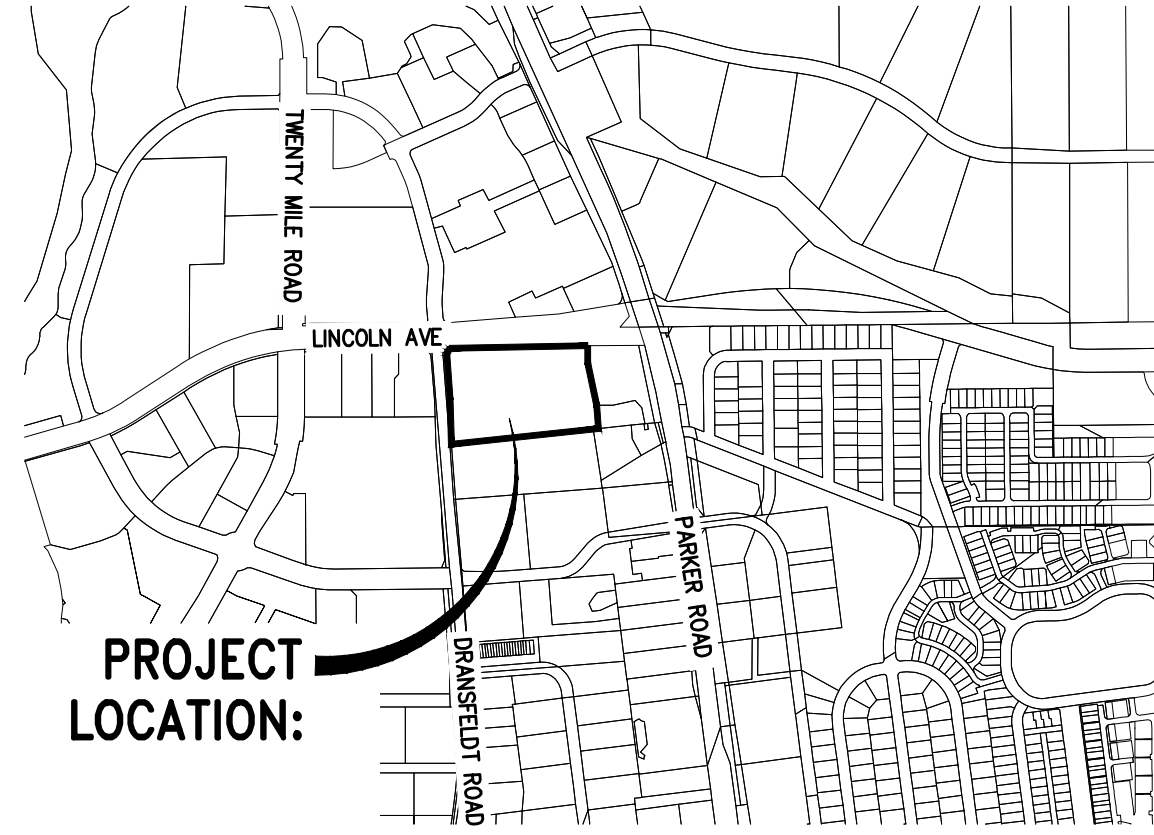 TWENTY MILE ROAD
LINCOLN AVE
PARKER ROAD
PROJECT
LOCATION:
DRANSFELDT ROAD